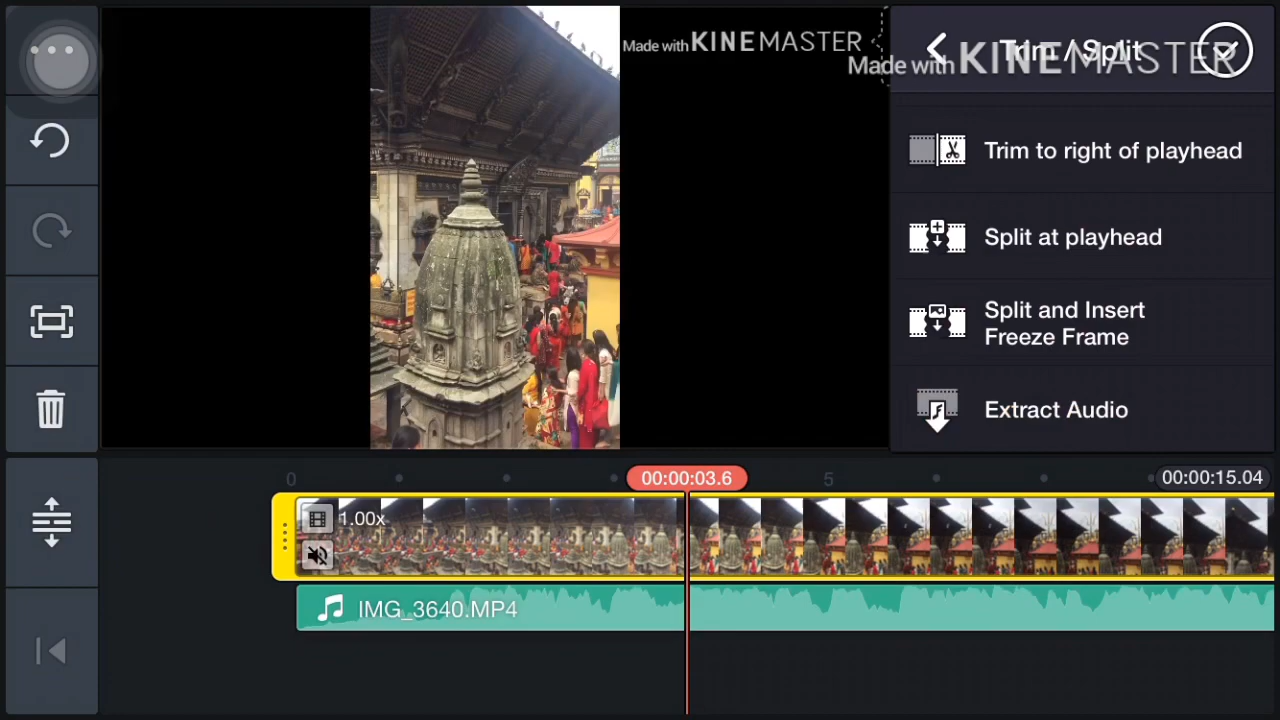 Made with KINEMASTER
Trim / Split
Made with KINEMASTER
Trim to right of playhead
Split at playhead
Split and Insert
Freeze Frame
Extract Audio
0
00:00:03.6
5
00:00:15.04
1.00x
IMG_3640.MP4